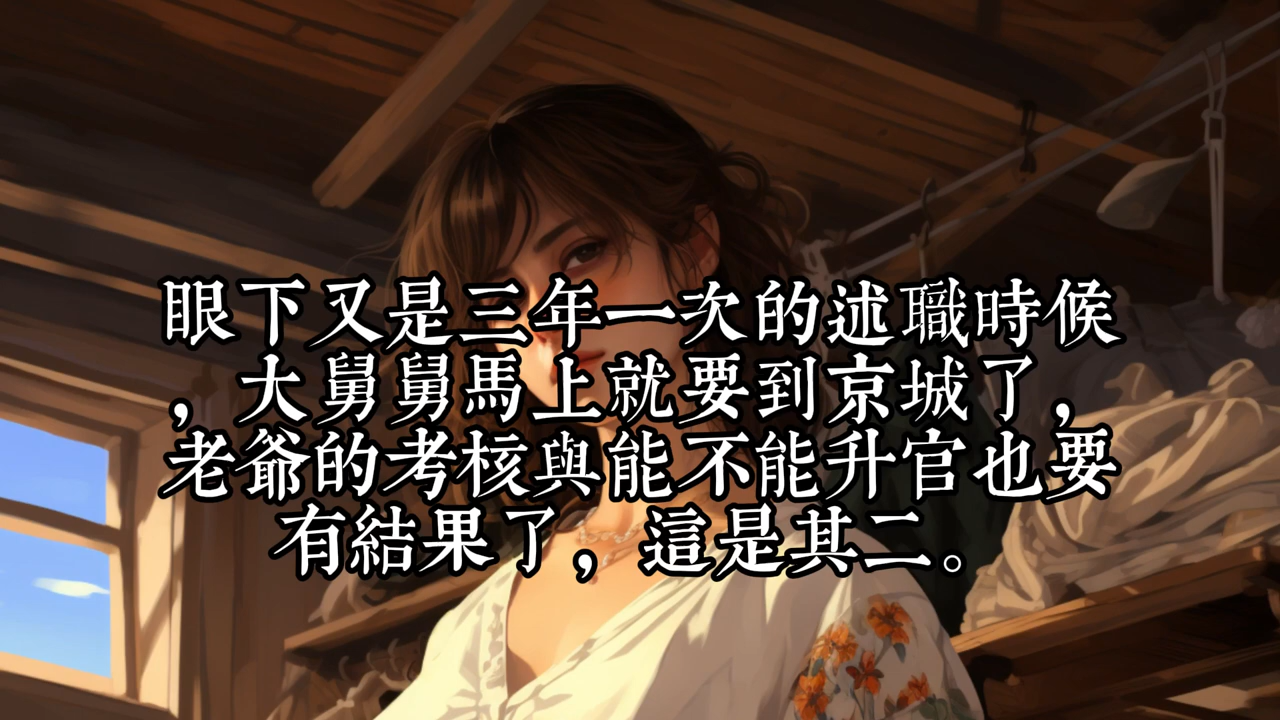 眼下又是三年一次的述職時候
，大舅舅馬上就要到京城了，
老爺的考核與能不能升官也要
有結果了，這是其二。